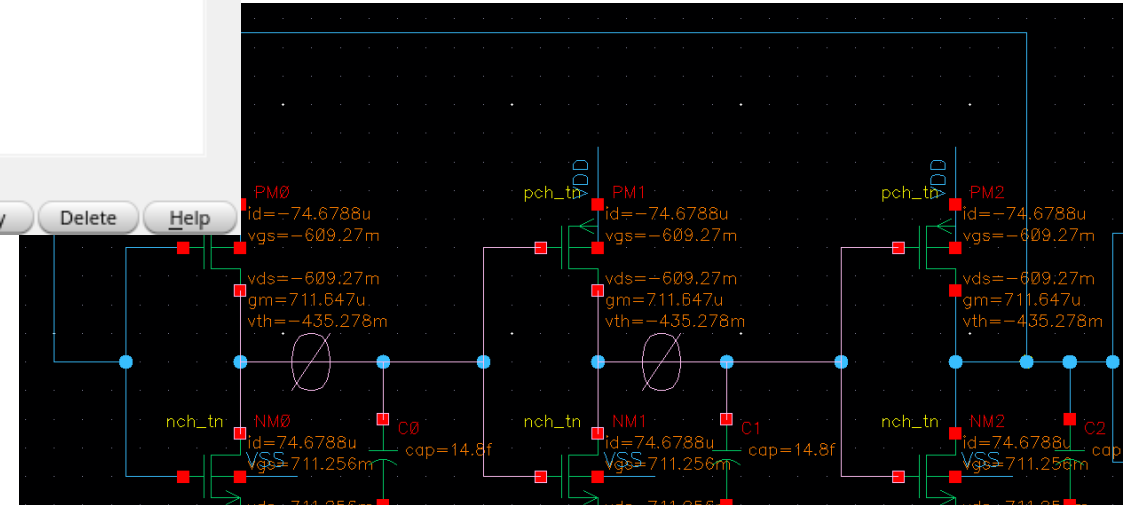 Delete
Help
PM0
id=-74.6788u
vgs=-609.27m
vds=-609.27m
gm=711.647u
vth=-435.278m
pch_tn
VDD
PM1
id=-74.6788u
vgs=-609.27m
vds=-609.27m
gm=711.647u
vth=-435.278m
pch_tn
VDD
PM2
id=-74.6788u
vgs=-609.27m
vds=-609.27m
gm=711.647u
vth=-435.278m
nch_tn
NM0
id=74.6788u
VSS
vgs=711.256m
C0
cap=14.8f
nch_tn
NM1
id=74.6788u
VSS
vgs=711.256m
C1
cap=14.8f
nch_tn
NM2
id=74.6788u
VSS
vgs=711.256m
C2
cap